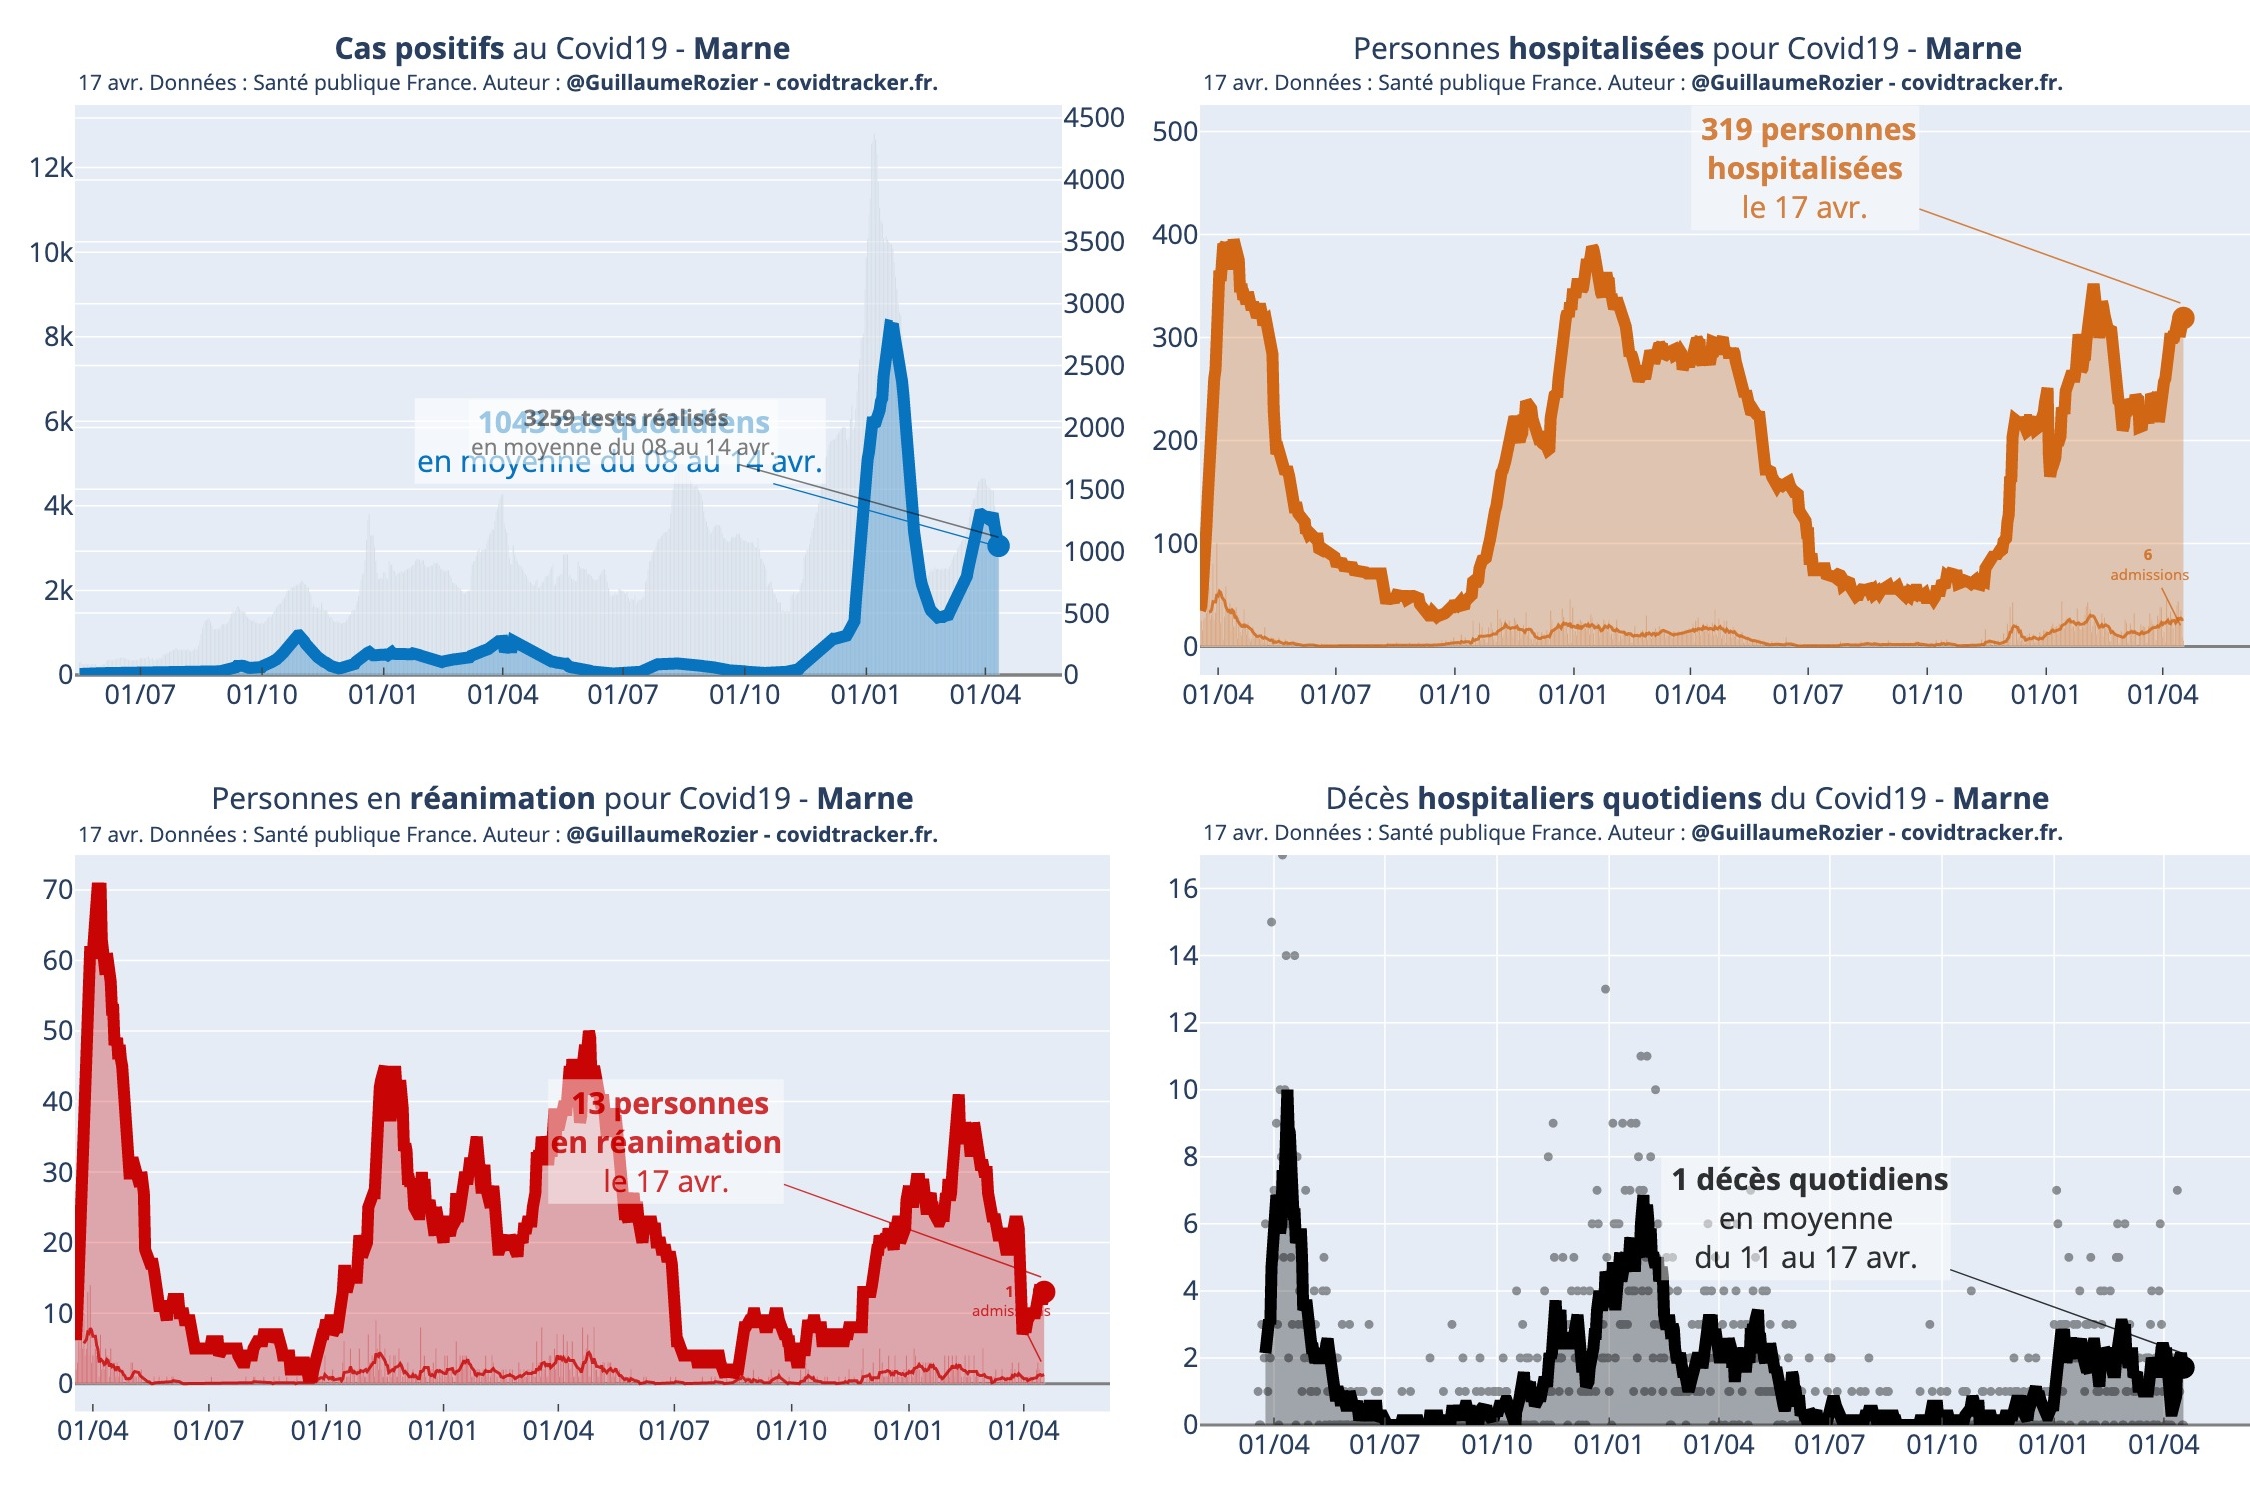 Cas positifs au Covid19 - Marne
17 avr. Données : Santé publique France. Auteur : @GuillaumeRozier - covidtracker.fr.
12k
10k
8k
6k
4k
2k
0
4500
4000
3500
3000
2500
2000
1500
1000
500
0
3259 tests réalisés
en moyenne du 08 au 14 avr.
1043 cas quotidiens
en moyenne du 08 au 14 avr.
01/07 01/10 01/01 01/04 01/07 01/10 01/01 01/04
Personnes hospitalisées pour Covid19 - Marne
17 avr. Données : Santé publique France. Auteur : @GuillaumeRozier - covidtracker.fr.
500
400
300
200
100
0
319 personnes
hospitalisées
le 17 avr.
6
admissions
01/04 01/07 01/10 01/01 01/04 01/07 01/10 01/01 01/04
Personnes en réanimation pour Covid19 - Marne
17 avr. Données : Santé publique France. Auteur : @GuillaumeRozier - covidtracker.fr.
70
60
50
40
30
20
10
0
13 personnes
en réanimation
le 17 avr.
1
admissions
01/04 01/07 01/10 01/01 01/04 01/07 01/10 01/01 01/04
Décès hospitaliers quotidiens du Covid19 - Marne
17 avr. Données : Santé publique France. Auteur : @GuillaumeRozier - covidtracker.fr.
16
14
12
10
8
6
4
2
0
1 décès quotidiens
en moyenne
du 11 au 17 avr.
01/04 01/07 01/10 01/01 01/04 01/07 01/10 01/01 01/04